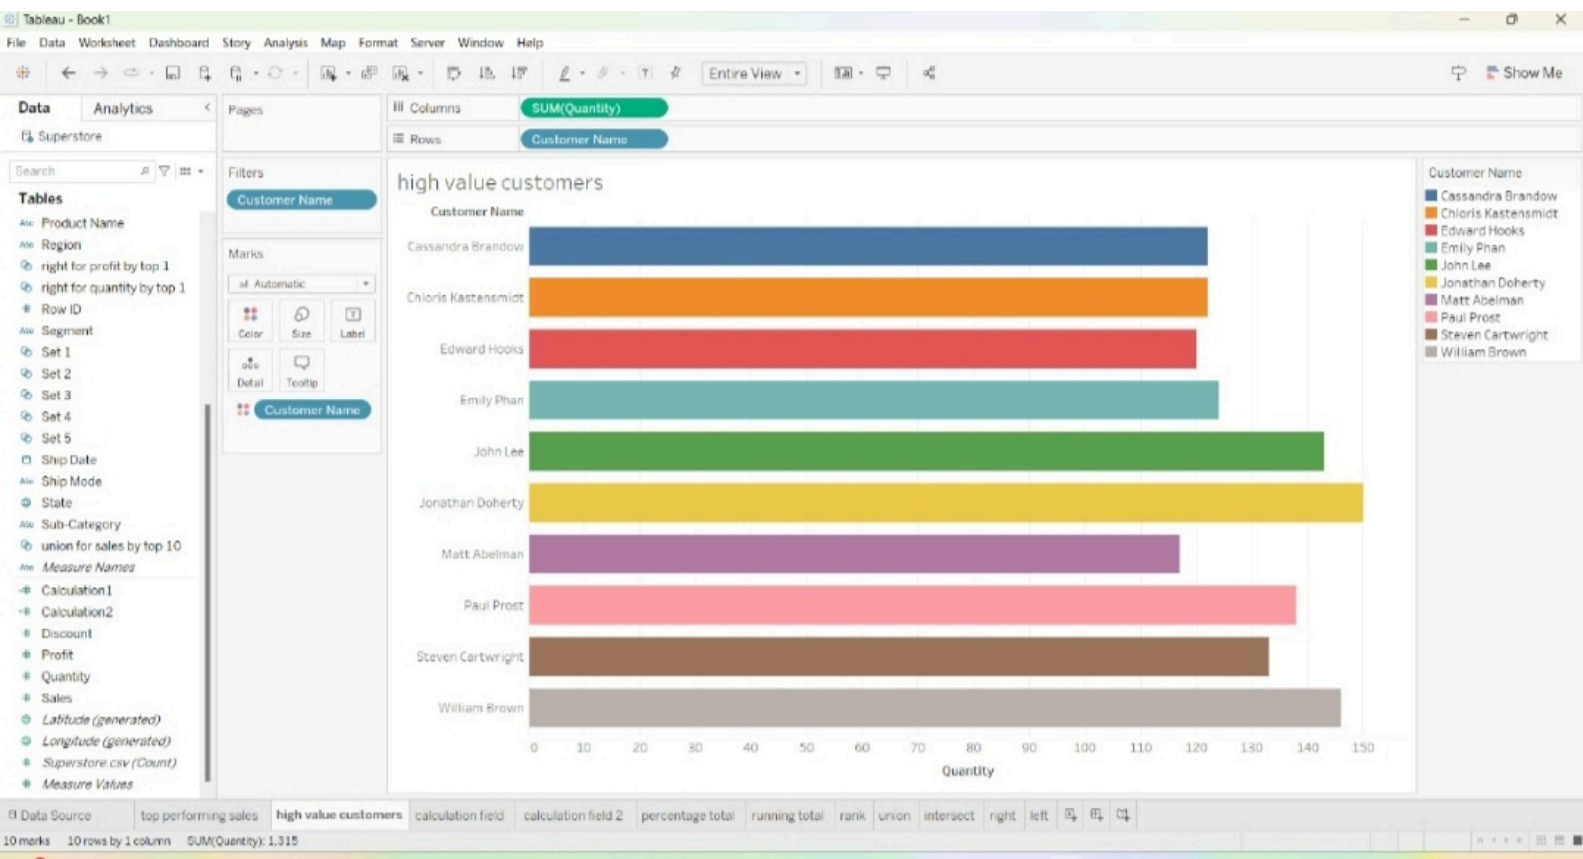 Tableau - Book1
File Data Worksheet Dashboard Story Analysis Map Format Server Window Help
Entire View
Show Me
Data Analytics
Superstore
Search
Tables
Abc Product Name
Abc Region
right for profit by top 1
right for quantity by top 1
# Row ID
Abc Segment
Set 1
Set 2
Set 3
Set 4
Set 5
Ship Date
Abc Ship Mode
State
Abc Sub-Category
union for sales by top 10
Abc Measure Names
Calculation1
Calculation2
# Discount
# Profit
# Quantity
# Sales
Latitude (generated)
Longitude (generated)
# Superstore.csv (Count)
# Measure Values
Pages
Filters
Customer Name
Marks
Automatic
Color Size Label
Detail Tooltip
Customer Name
Columns SUM(Quantity)
Rows Customer Name
high value customers
Customer Name
Cassandra Brandow
Chloris Kastensmidt
Edward Hooks
Emily Phan
John Lee
Jonathan Doherty
Matt Abelman
Paul Prost
Steven Cartwright
William Brown
0 10 20 30 40 50 60 70 80 90 100 110 120 130 140 150
Quantity
Customer Name
Cassandra Brandow
Chloris Kastensmidt
Edward Hooks
Emily Phan
John Lee
Jonathan Doherty
Matt Abelman
Paul Prost
Steven Cartwright
William Brown
Data Source top performing sales high value customers calculation field calculation field 2 percentage total running total rank union intersect right left
10 marks 10 rows by 1 column SUM(Quantity): 1,315